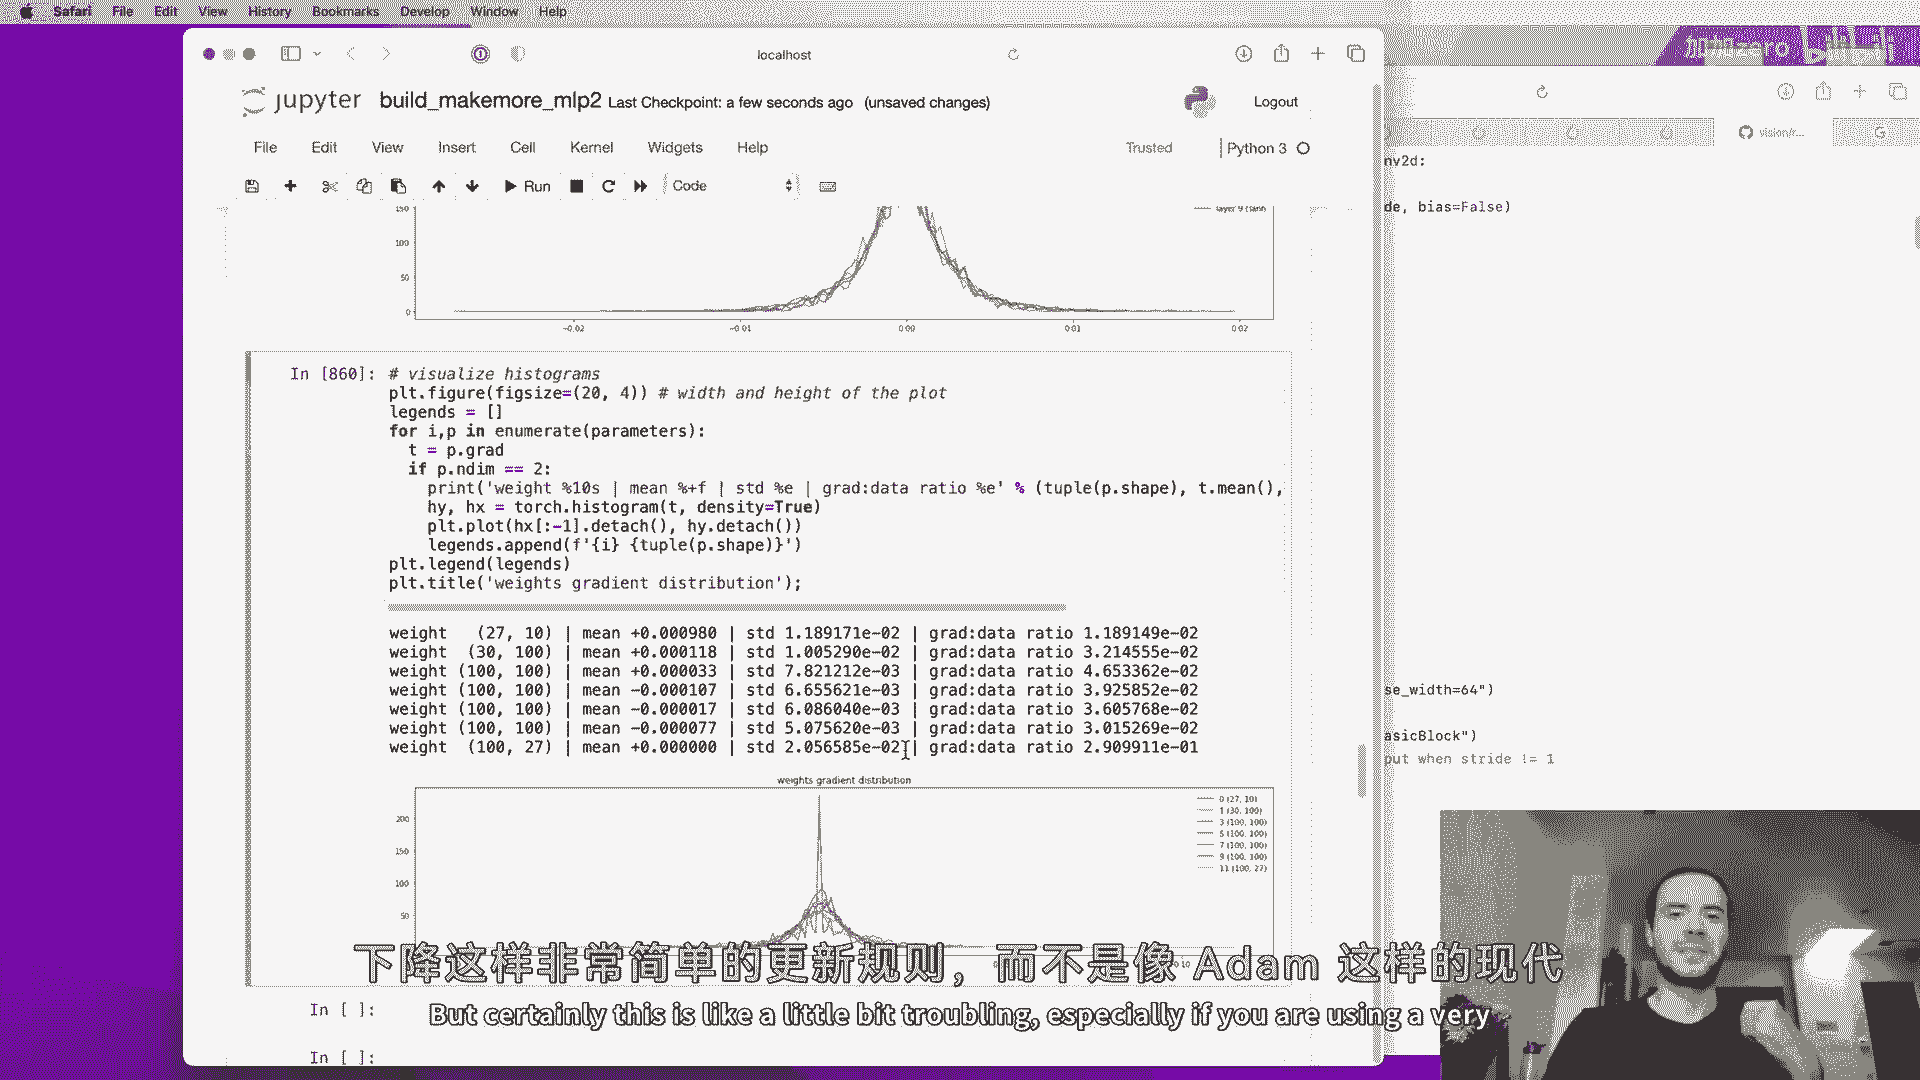 Safari File Edit View History Bookmarks Develop Window Help
localhost
jupyter build_makemore_mlp2 Last Checkpoint: a few seconds ago (unsaved changes)
Logout
File Edit View Insert Cell Kernel Widgets Help
Trusted Python 3
Run Code
150
100
50
0
−0.02 −0.01 0.00 0.01 0.02
In [860]: # visualize histograms
plt.figure(figsize=(20, 4)) # width and height of the plot
legends = []
for i,p in enumerate(parameters):
t = p.grad
if p.ndim == 2:
print('weight %10s | mean %+f | std %e | grad:data ratio %e' % (tuple(p.shape), t.mean(),
hy, hx = torch.histogram(t, density=True)
plt.plot(hx[:-1].detach(), hy.detach())
legends.append(f'{i} {tuple(p.shape)}')
plt.legend(legends)
plt.title('weights gradient distribution');
weight (27, 10) | mean +0.000980 | std 1.189171e-02 | grad:data ratio 1.189149e-02
weight (30, 100) | mean +0.000118 | std 1.005290e-02 | grad:data ratio 3.214555e-02
weight (100, 100) | mean +0.000033 | std 7.821212e-03 | grad:data ratio 4.653362e-02
weight (100, 100) | mean -0.000107 | std 6.655621e-03 | grad:data ratio 3.925852e-02
weight (100, 100) | mean -0.000017 | std 6.086040e-03 | grad:data ratio 3.605768e-02
weight (100, 100) | mean -0.000077 | std 5.075620e-03 | grad:data ratio 3.015269e-02
weight (100, 27) | mean +0.000000 | std 2.056585e-02 | grad:data ratio 2.909911e-01
weights gradient distribution
200
150
100
50
0 (27, 10)
1 (30, 100)
3 (100, 100)
5 (100, 100)
7 (100, 100)
9 (100, 100)
11 (100, 27)
In [ ]:
In [ ]:
加加zero bilibili
vision/r...
nv2d:
de, bias=False)
se_width=64")
asicBlock")
put when stride != 1
下降这样非常简单的更新规则，而不是像 Adam 这样的现代
But certainly this is like a little bit troubling, especially if you are using a very